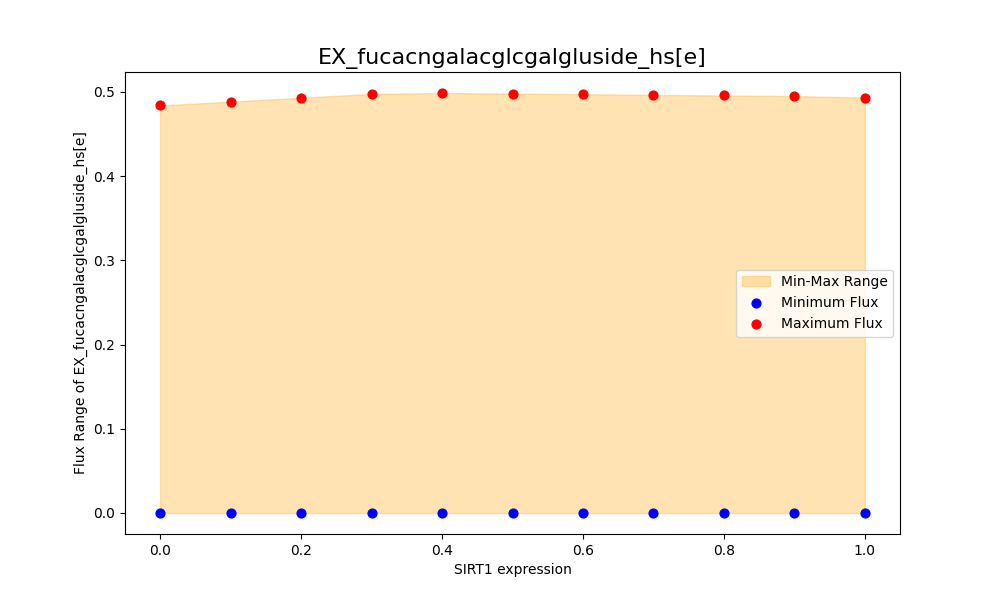 EX_fucacngalacglcgalgluside_hs[e]
Flux Range of EX_fucacngalacglcgalgluside_hs[e]
0.5
0.4
0.3
0.2
0.1
0.0
Min-Max Range
Minimum Flux
Maximum Flux
0.0 0.2 0.4 0.6 0.8 1.0
SIRT1 expression